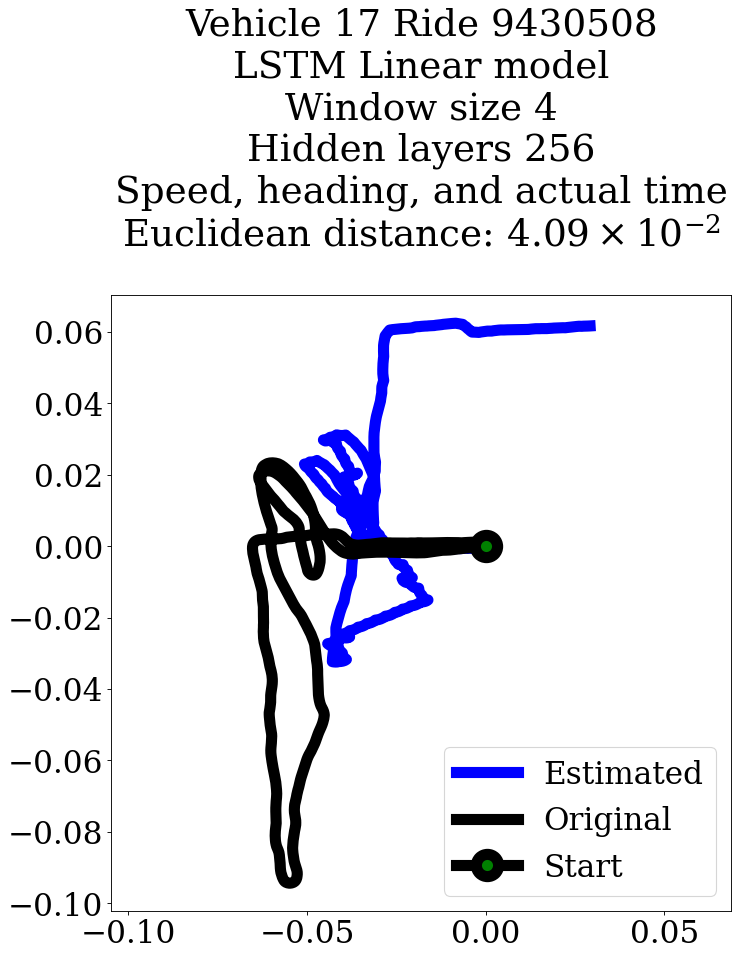 Vehicle 17 Ride 9430508
LSTM Linear model
Window size 4
Hidden layers 256
Speed, heading, and actual time
Euclidean distance: 4.09 × 10⁻²
0.06
0.04
0.02
0.00
−0.02
−0.04
−0.06
−0.08
−0.10
Estimated
Original
Start
−0.10
−0.05
0.00
0.05